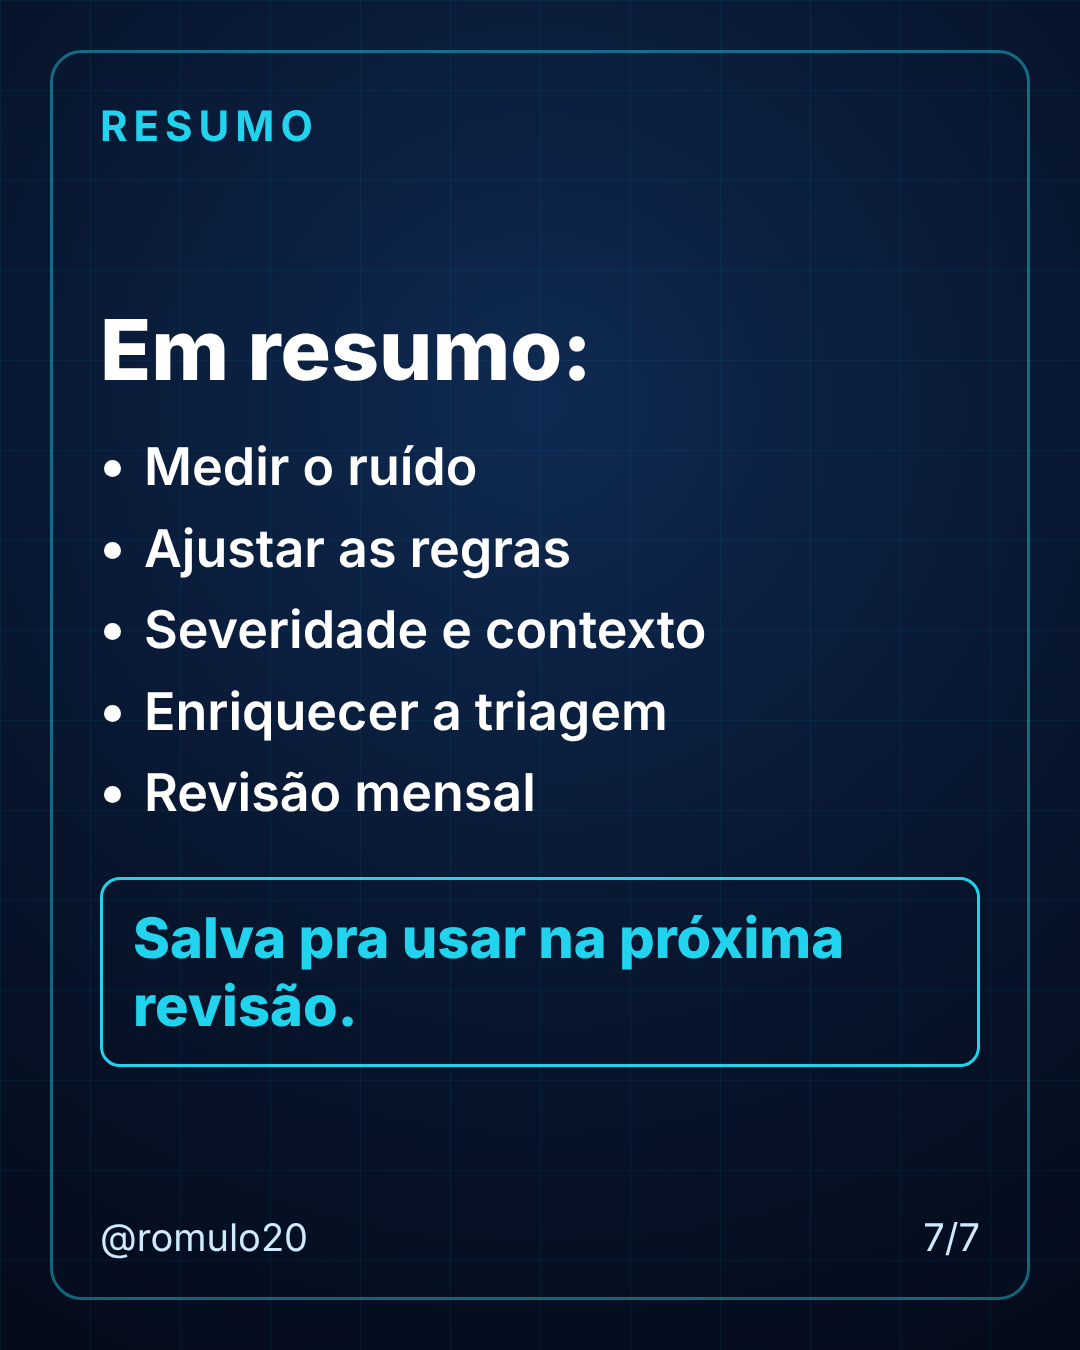 RESUMO
Em resumo:
• Medir o ruído
• Ajustar as regras
• Severidade e contexto
• Enriquecer a triagem
• Revisão mensal
Salva pra usar na próxima
revisão.
@romulo20
7/7